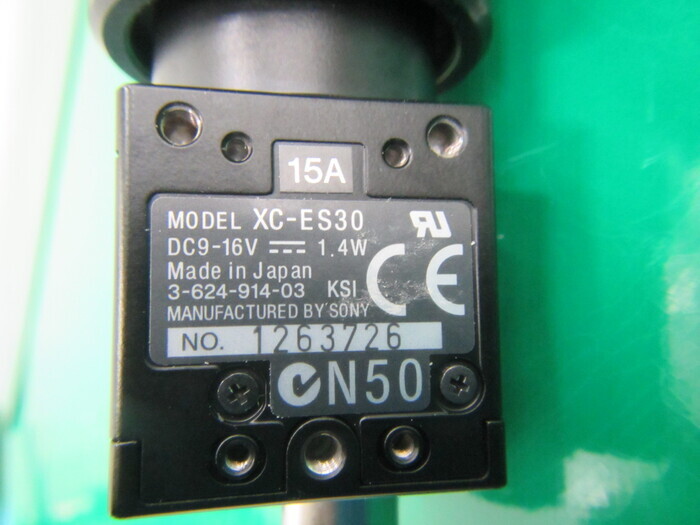 15A
MODEL XC-ES30
DC9-16V ⎓ 1.4W
Made in Japan
3-624-914-03 KSI
MANUFACTURED BY SONY
CE
NO. 1263726
N50